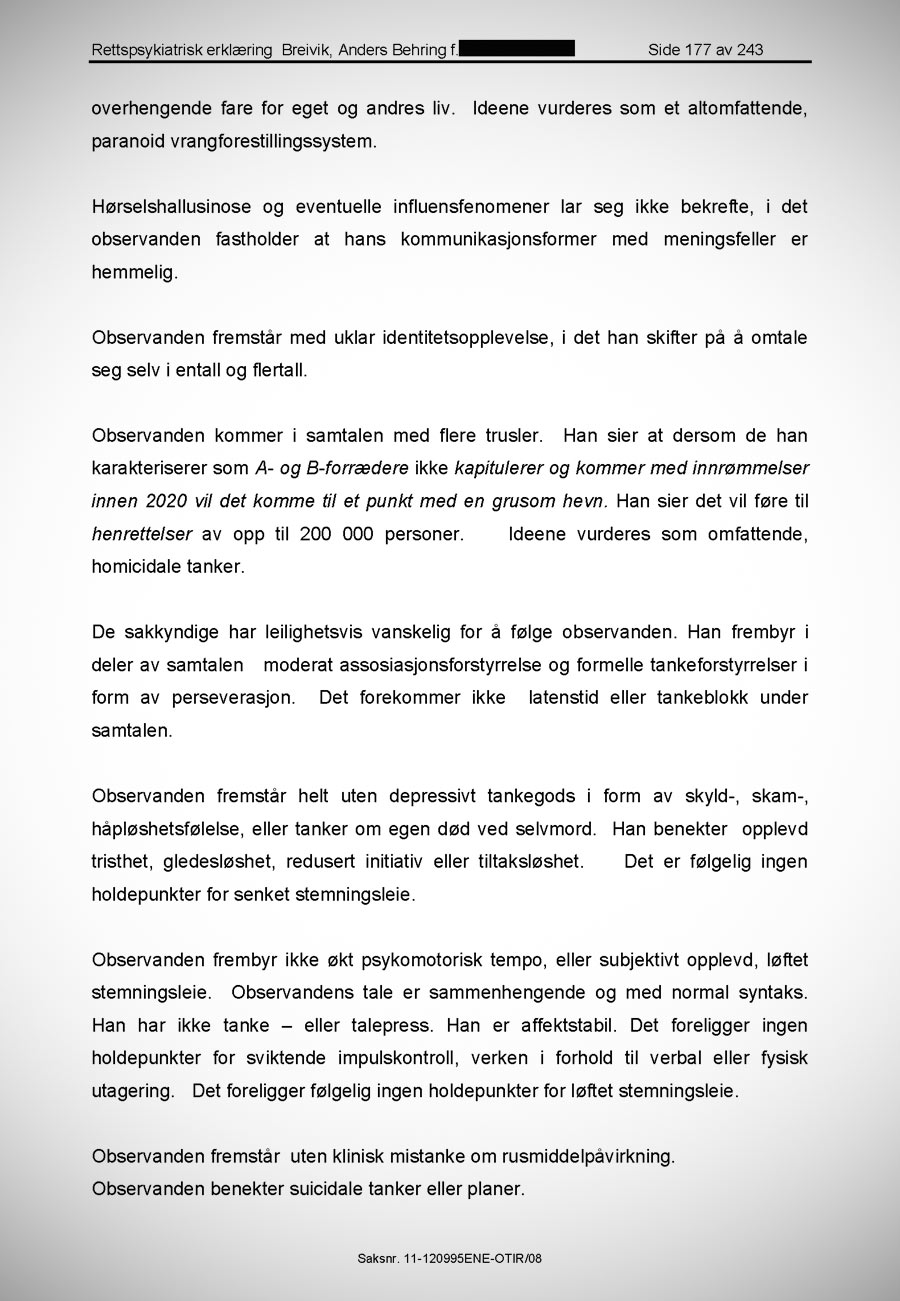 Rettspsykiatrisk erklæring Breivik, Anders Behring f. Side 177 av 243
overhengende fare for eget og andres liv. Ideene vurderes som et altomfattende,
paranoid vrangforestillingssystem.
Hørselshallusinose og eventuelle influensfenomener lar seg ikke bekrefte, i det
observanden fastholder at hans kommunikasjonsformer med meningsfeller er
hemmelig.
Observanden fremstår med uklar identitetsopplevelse, i det han skifter på å omtale
seg selv i entall og flertall.
Observanden kommer i samtalen med flere trusler. Han sier at dersom de han
karakteriserer som A- og B-forrædere ikke kapitulerer og kommer med innrømmelser
innen 2020 vil det komme til et punkt med en grusom hevn. Han sier det vil føre til
henrettelser av opp til 200 000 personer. Ideene vurderes som omfattende,
homicidale tanker.
De sakkyndige har leilighetsvis vanskelig for å følge observanden. Han frembyr i
deler av samtalen moderat assosiasjonsforstyrrelse og formelle tankeforstyrrelser i
form av perseverasjon. Det forekommer ikke latenstid eller tankeblokk under
samtalen.
Observanden fremstår helt uten depressivt tankegods i form av skyld-, skam-,
håpløshetsfølelse, eller tanker om egen død ved selvmord. Han benekter opplevd
tristhet, gledesløshet, redusert initiativ eller tiltaksløshet. Det er følgelig ingen
holdepunkter for senket stemningsleie.
Observanden frembyr ikke økt psykomotorisk tempo, eller subjektivt opplevd, løftet
stemningsleie. Observandens tale er sammenhengende og med normal syntaks.
Han har ikke tanke – eller talepress. Han er affektstabil. Det foreligger ingen
holdepunkter for sviktende impulskontroll, verken i forhold til verbal eller fysisk
utagering. Det foreligger følgelig ingen holdepunkter for løftet stemningsleie.
Observanden fremstår uten klinisk mistanke om rusmiddelpåvirkning.
Observanden benekter suicidale tanker eller planer.
Saksnr. 11-120995ENE-OTIR/08